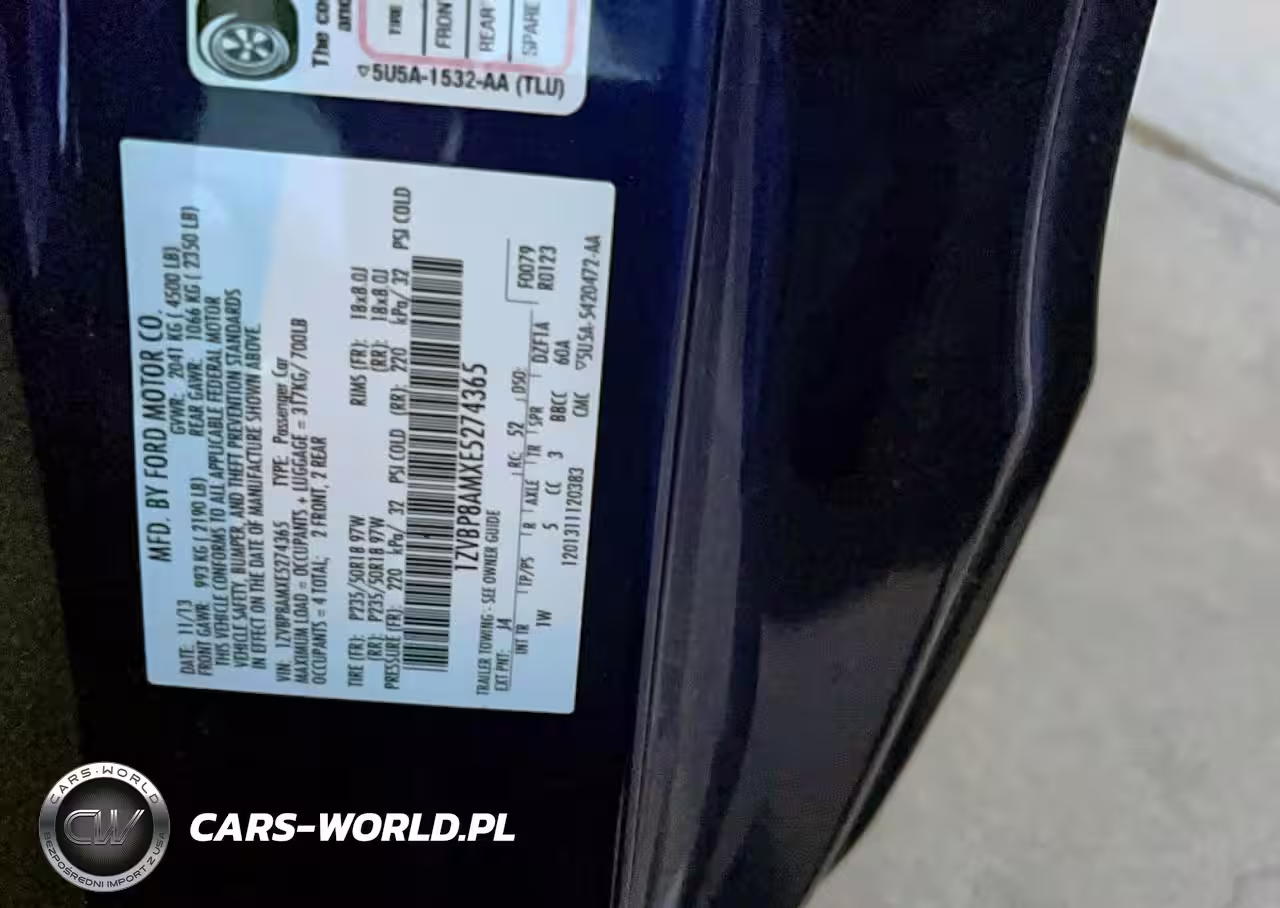 The co
and
TIRE
FRONT
REAR
SPARE
▽5U5A-1532-AA (TLU)
MFD. BY FORD MOTOR CO.
DATE: 11/13 GVWR: 2041 KG ( 4500 LB)
FRONT GAWR: 993 KG ( 2190 LB) REAR GAWR: 1066 KG ( 2350 LB)
THIS VEHICLE CONFORMS TO ALL APPLICABLE FEDERAL MOTOR
VEHICLE SAFETY, BUMPER, AND THEFT PREVENTION STANDARDS
IN EFFECT ON THE DATE OF MANUFACTURE SHOWN ABOVE.
VIN: 1ZVBP8AMXE5274365 TYPE: Passenger Car
MAXIMUM LOAD = OCCUPANTS + LUGGAGE = 317KG/ 700LB
OCCUPANTS = 4 TOTAL; 2 FRONT, 2 REAR
TIRE (FR): P235/50R18 97W RIMS (FR): 18x8.0J
(RR): P235/50R18 97W (RR): 18x8.0J
PRESSURE (FR): 220 kPa/ 32 PSI COLD (RR): 220 kPa/ 32 PSI COLD
1ZVBP8AMXE5274365
TRAILER TOWING - SEE OWNER GUIDE
EXT PNT: J4 RC: 52 DSO: F0079
INT TR TP/PS R AXLE TR SPR DZF1A R0123
1W 5 CC 3 BBCC 60A
1201311120383 CMC ▽5U5A-5420472-AA
CARS-WORLD
CW
BEZPOŚREDNI IMPORT Z USA
CARS-WORLD.PL